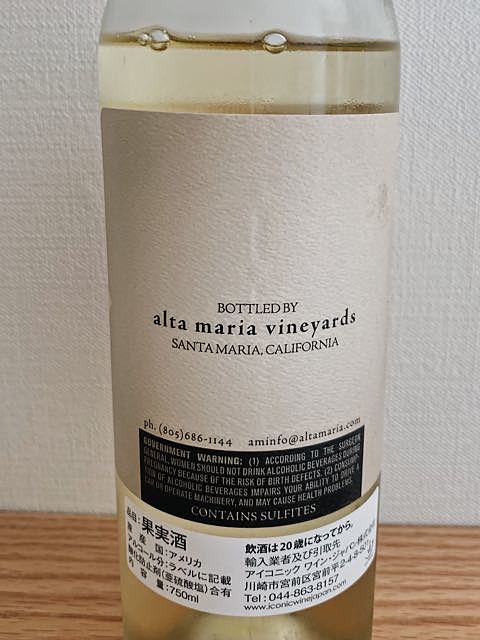 BOTTLED BY
alta maria vineyards
SANTA MARIA, CALIFORNIA
ph. (805)686-1144 aminfo@altamaria.com
GOVERNMENT WARNING: (1) ACCORDING TO THE SURGEON
GENERAL WOMEN SHOULD NOT DRINK ALCOHOLIC BEVERAGES DURING
PREGNANCY BECAUSE OF THE RISK OF BIRTH DEFECTS. (2) CONSUMP-
TION OF ALCOHOLIC BEVERAGES IMPAIRS YOUR ABILITY TO DRIVE A
CAR OR OPERATE MACHINERY, AND MAY CAUSE HEALTH PROBLEMS.
CONTAINS SULFITES
品目:果実酒
原産国:アメリカ
アルコール分:ラベルに記載
酸化防止剤(亜硫酸塩)含有
容量:750ml
飲酒は20歳になってから。
輸入業者及び引取先
アイコニック ワイン・ジャパン株式会社
川崎市宮前区宮前平2-4-8-
Tel : 044-863-8157
www.iconicwinejapan.com